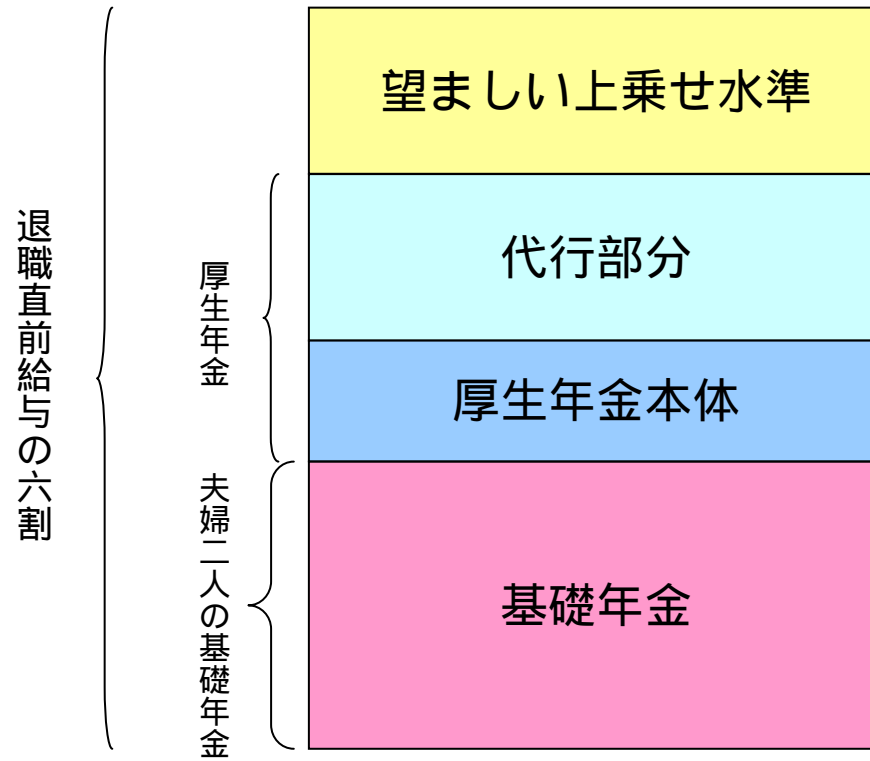 望ましい上乗せ水準
代行部分
厚生年金本体
基礎年金
厚生年金
夫婦二人の基礎年金
退職直前給与の六割